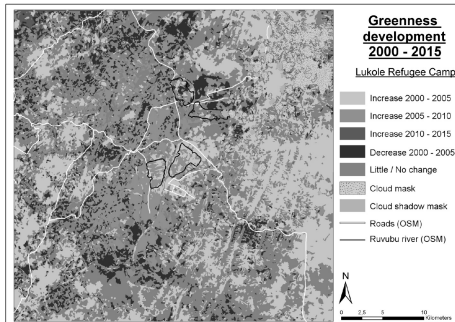 Greenness
development
2000 - 2015
Lukole Refugee Camp
Increase 2000 - 2005
Increase 2005 - 2010
Increase 2010 - 2015
Decrease 2000 - 2005
Little / No change
Cloud mask
Cloud shadow mask
Roads (OSM)
Ruvubu river (OSM)
N
0 2,5 5 10
Kilometers